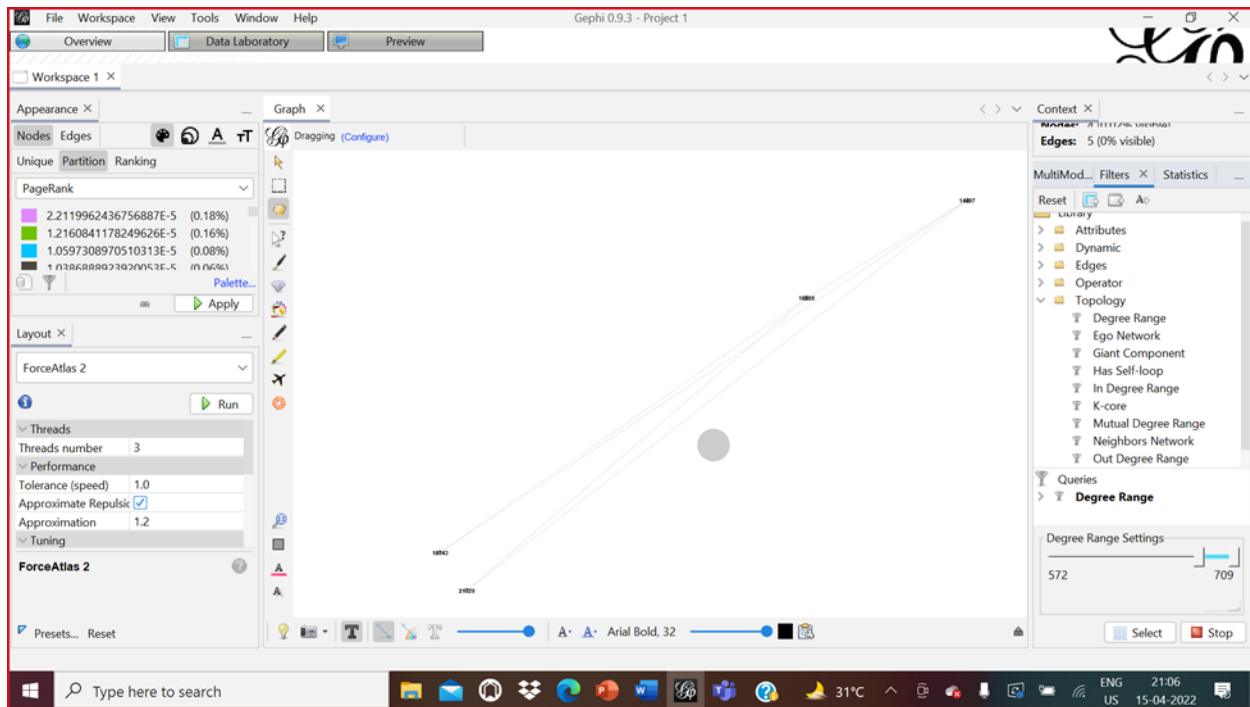 File Workspace View Tools Window Help Gephi 0.9.3 - Project 1
Overview Data Laboratory Preview
Workspace 1
Appearance Graph Context
Nodes Edges Dragging (Configure)
Edges: 5 (0% visible)
Unique Partition Ranking
PageRank
MultiMod... Filters Statistics
Reset
2.2119962436756887E-5 (0.18%)
1.2160841178249626E-5 (0.16%)
1.0597308970510313E-5 (0.08%)
1.0386888923920053E-5 (0.06%)
Palette...
Apply
Library
Attributes
Dynamic
Edges
Operator
Topology
Degree Range
Ego Network
Giant Component
Has Self-loop
In Degree Range
K-core
Mutual Degree Range
Neighbors Network
Out Degree Range
Layout
ForceAtlas 2
Run
Threads
Threads number 3
Performance
Tolerance (speed) 1.0
Approximate Repulsic
Approximation 1.2
Tuning
ForceAtlas 2
Presets... Reset
Queries
Degree Range
Degree Range Settings
572 709
Select Stop
Arial Bold, 32
Type here to search
31°C
ENG
US
21:06
15-04-2022